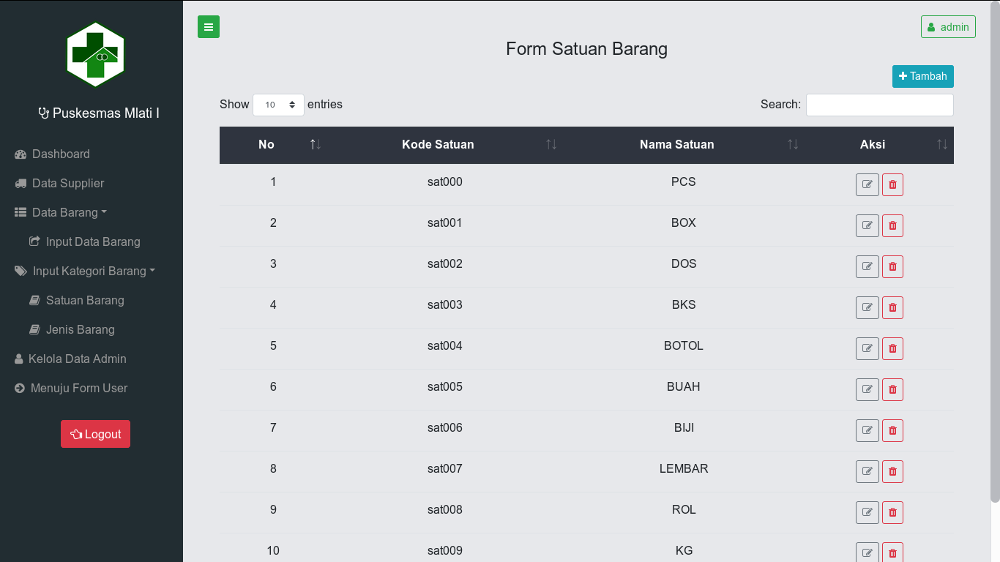 Puskesmas Mlati I
Dashboard
Data Supplier
Data Barang
Input Data Barang
Input Kategori Barang
Satuan Barang
Jenis Barang
Kelola Data Admin
Menuju Form User
Logout
admin
Form Satuan Barang
Tambah
Show 10 entries Search:
No Kode Satuan Nama Satuan Aksi
1 sat000 PCS
2 sat001 BOX
3 sat002 DOS
4 sat003 BKS
5 sat004 BOTOL
6 sat005 BUAH
7 sat006 BIJI
8 sat007 LEMBAR
9 sat008 ROL
10 sat009 KG